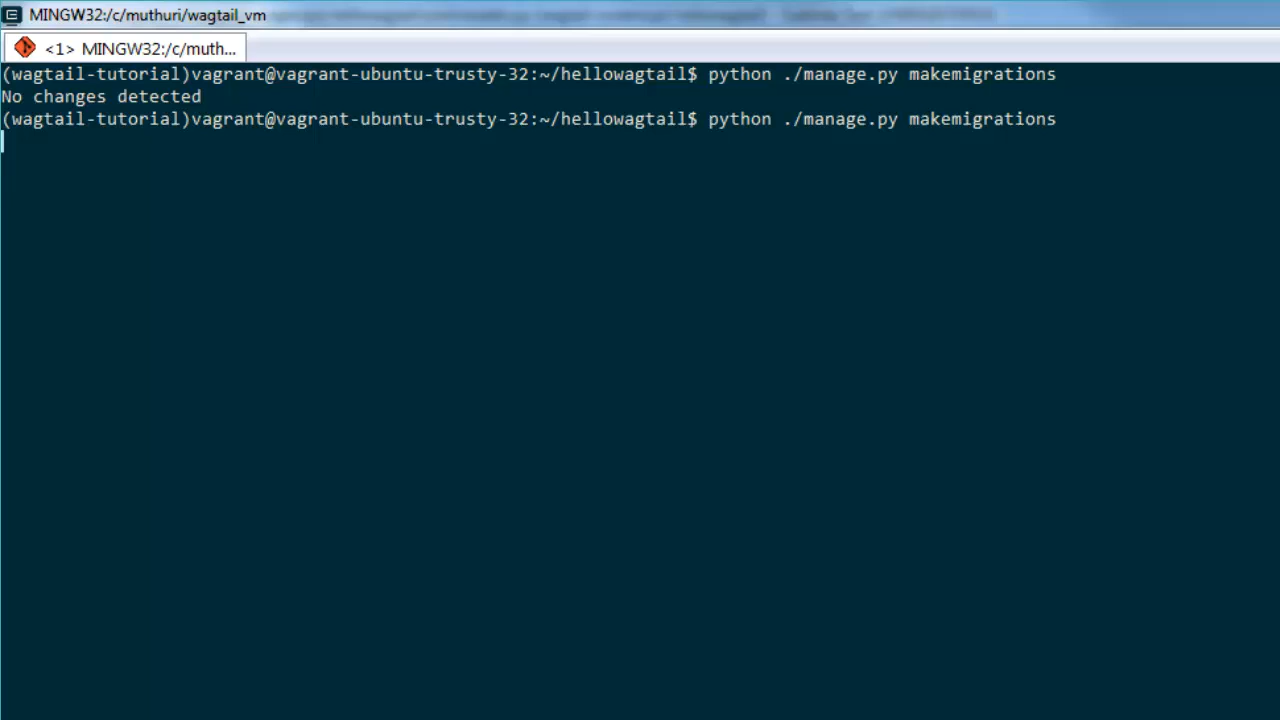 MINGW32:/c/muthuri/wagtail_vm
<1> MINGW32:/c/muth...
(wagtail-tutorial)vagrant@vagrant-ubuntu-trusty-32:~/hellowagtail$ python ./manage.py makemigrations
No changes detected
(wagtail-tutorial)vagrant@vagrant-ubuntu-trusty-32:~/hellowagtail$ python ./manage.py makemigrations